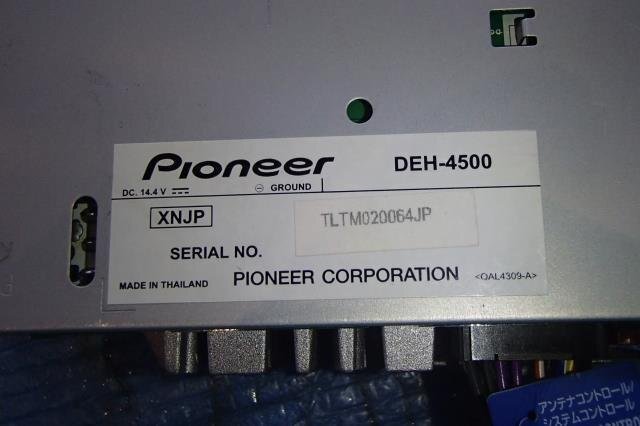 Pioneer
DEH-4500
DC. 14.4 V ⎓ ⊖ GROUND
XNJP
TLTM020064JP
SERIAL NO.
MADE IN THAILAND PIONEER CORPORATION <QAL4309-A>
アンテナコントロール/
システムコントロール